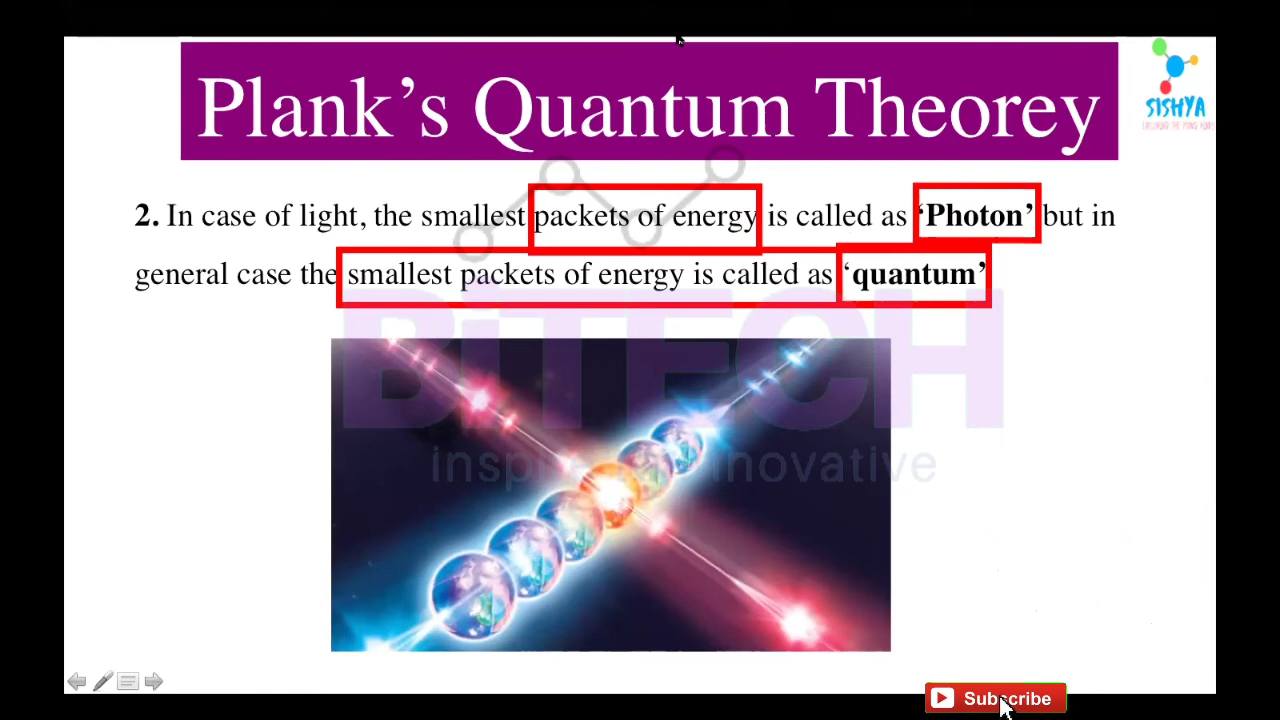 Plank’s Quantum Theorey
SISHYA
2. In case of light, the smallest packets of energy is called as ‘Photon’ but in
general case the smallest packets of energy is called as ‘quantum’
BiTECH
Subscribe